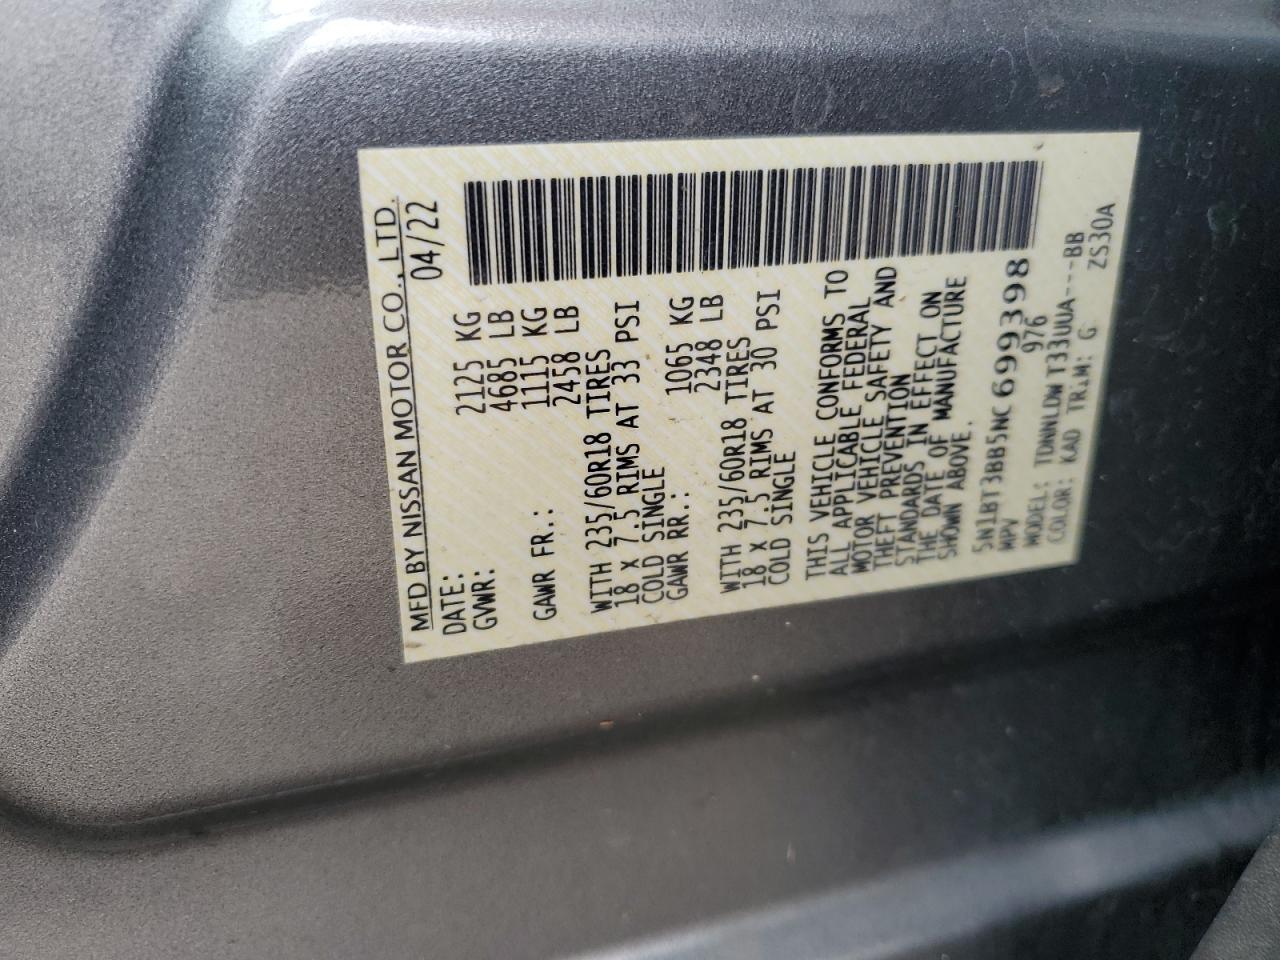 MFD BY NISSAN MOTOR CO., LTD.
DATE: 04/22
GVWR: 2125 KG
4685 LB
GAWR FR.: 1115 KG
2458 LB
WITH 235/60R18 TIRES
18 x 7.5 RIMS AT 33 PSI
COLD SINGLE
GAWR RR.: 1065 KG
2348 LB
WITH 235/60R18 TIRES
18 x 7.5 RIMS AT 30 PSI
COLD SINGLE
THIS VEHICLE CONFORMS TO
ALL APPLICABLE FEDERAL
MOTOR VEHICLE SAFETY AND
THEFT PREVENTION
STANDARDS IN EFFECT ON
THE DATE OF MANUFACTURE
SHOWN ABOVE.
5N1BT3BB5NC699398
MPV 976
MODEL: TDNNLDWT33UUA---BB
COLOR: KAD TRIM: G ZS30A